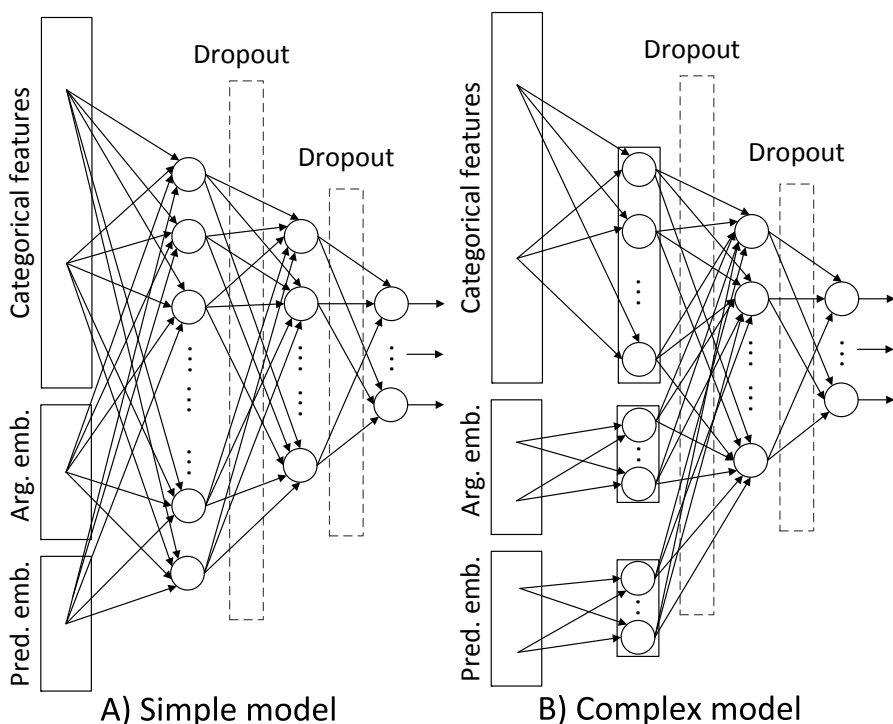 Dropout
Dropout
Categorical features
Arg. emb.
Pred. emb.
A) Simple model
Dropout
Dropout
Categorical features
Arg. emb.
Pred. emb.
B) Complex model